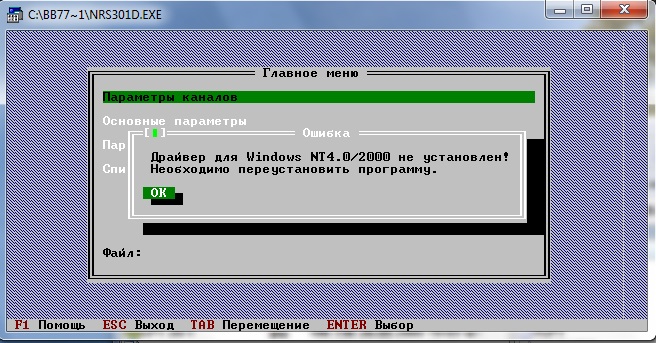 C:\BB77~1\NRS301D.EXE
Главное меню
Параметры каналов
Основные параметры
Пар
Спи
Ошибка
Драйвер для Windows NT4.0/2000 не установлен!
Необходимо переустановить программу.
OK
Файл:
F1 Помощь ESC Выход TAB Перемещение ENTER Выбор